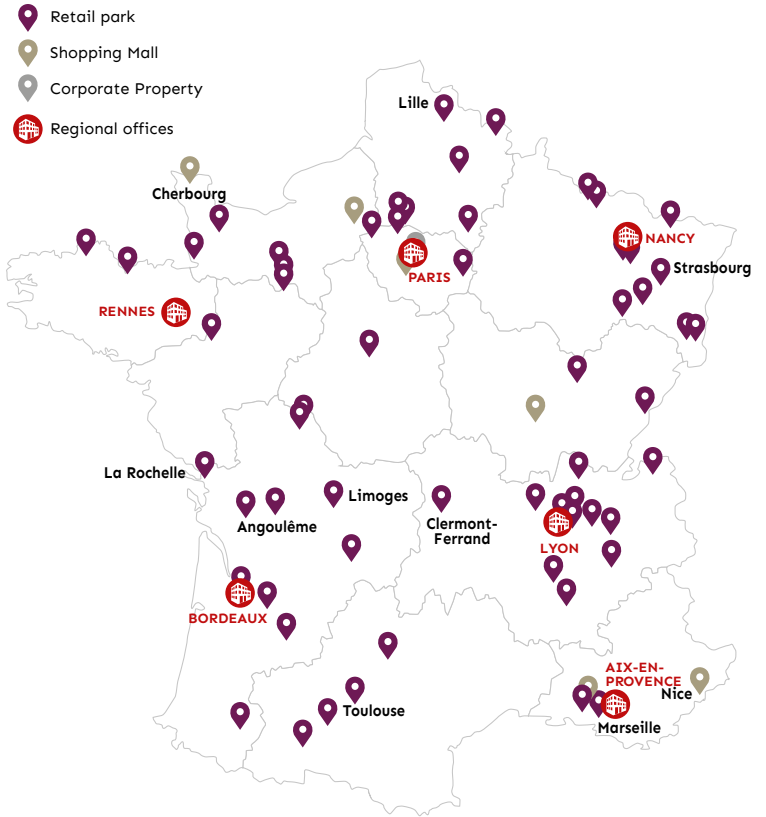 Retail park
Shopping Mall
Corporate Property
Regional offices
Lille
Cherbourg
NANCY
Strasbourg
PARIS
RENNES
La Rochelle
Limoges
Angoulême
Clermont-
Ferrand
LYON
BORDEAUX
AIX-EN-
PROVENCE
Nice
Toulouse
Marseille